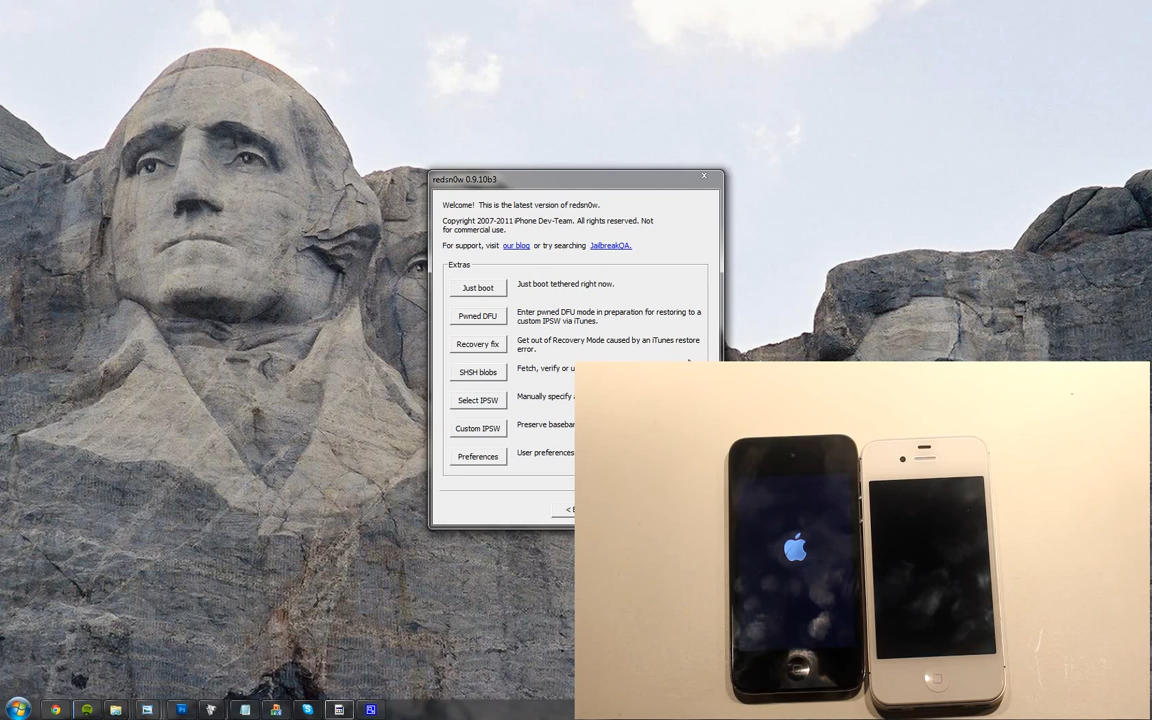 redsn0w 0.9.10b3
Welcome! This is the latest version of redsn0w.
Copyright 2007-2011 iPhone Dev-Team. All rights reserved. Not
for commercial use.
For support, visit our blog or try searching JailbreakQA.
Extras
Just boot Just boot tethered right now.
Pwned DFU Enter pwned DFU mode in preparation for restoring to a
custom IPSW via iTunes.
Recovery fix Get out of Recovery Mode caused by an iTunes restore
error.
SHSH blobs Fetch, verify or
Select IPSW Manually specify
Custom IPSW Preserve
Preferences User preferences